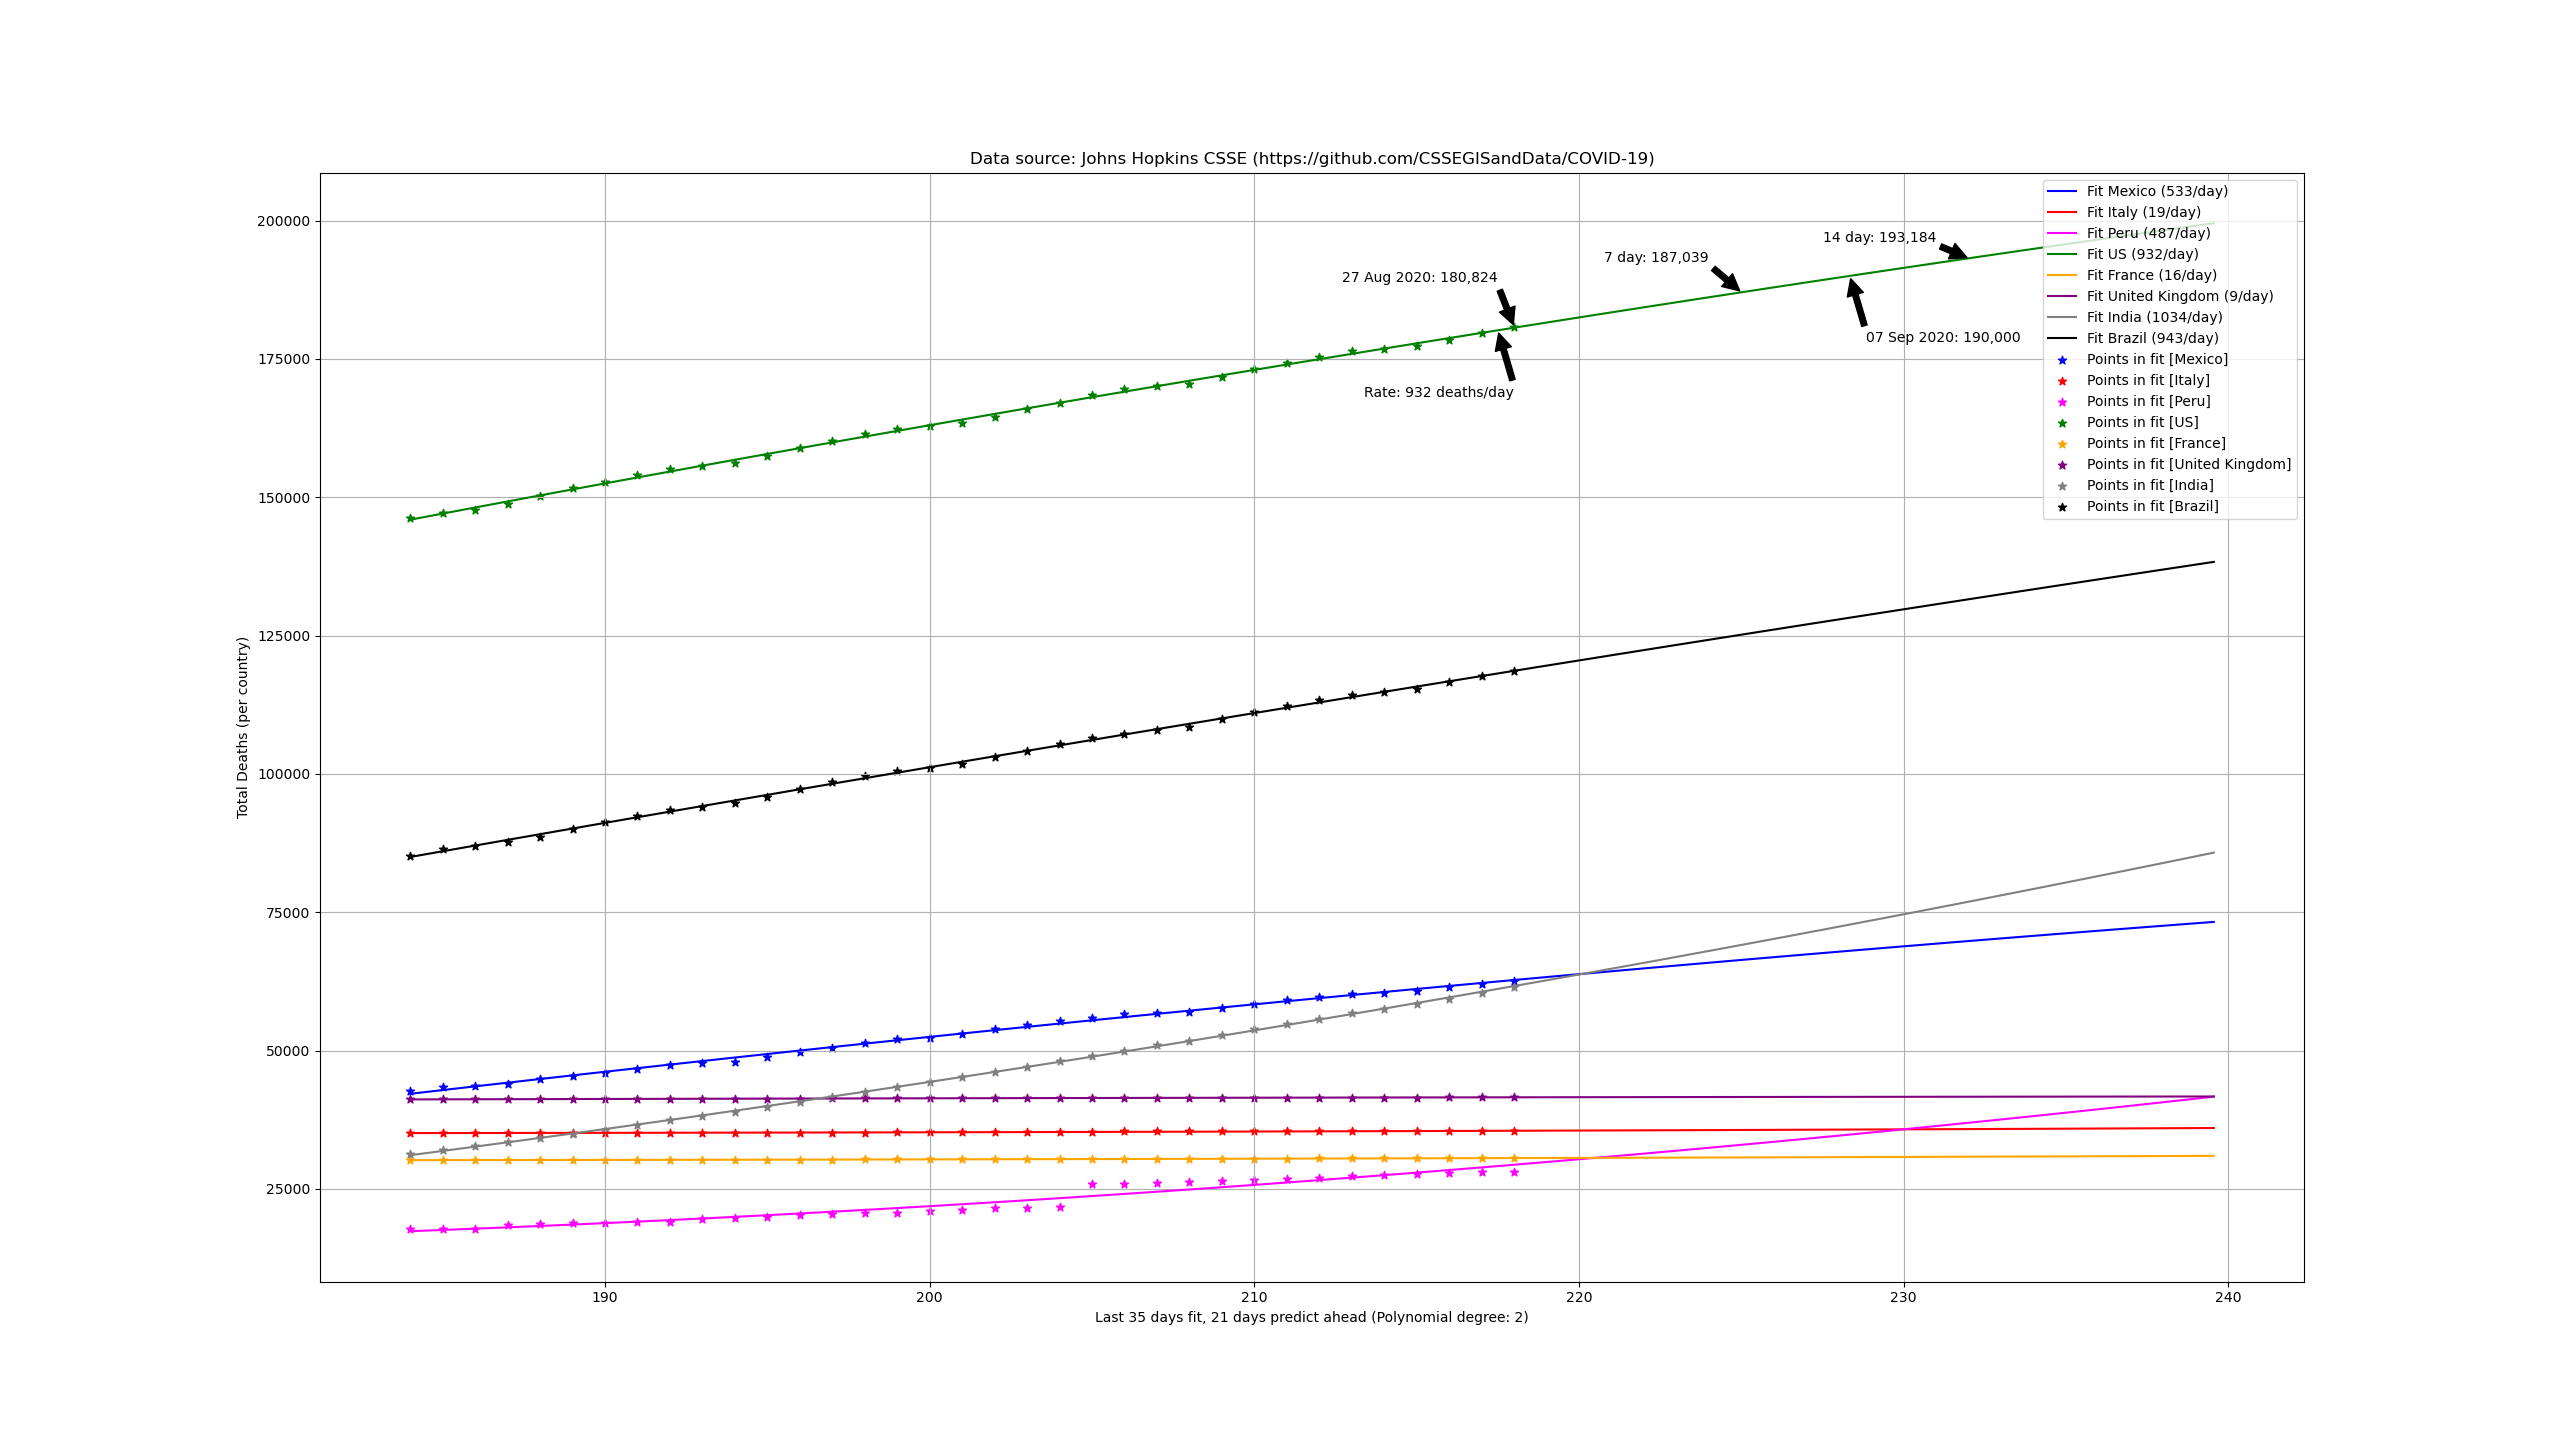 Data source: Johns Hopkins CSSE (https://github.com/CSSEGISandData/COVID-19)
Total Deaths (per country)
200000
175000
150000
125000
100000
75000
50000
25000
14 day: 193,184
7 day: 187,039
27 Aug 2020: 180,824
07 Sep 2020: 190,000
Rate: 932 deaths/day
Fit Mexico (533/day)
Fit Italy (19/day)
Fit Peru (487/day)
Fit US (932/day)
Fit France (16/day)
Fit United Kingdom (9/day)
Fit India (1034/day)
Fit Brazil (943/day)
Points in fit [Mexico]
Points in fit [Italy]
Points in fit [Peru]
Points in fit [US]
Points in fit [France]
Points in fit [United Kingdom]
Points in fit [India]
Points in fit [Brazil]
190 200 210 220 230 240
Last 35 days fit, 21 days predict ahead (Polynomial degree: 2)